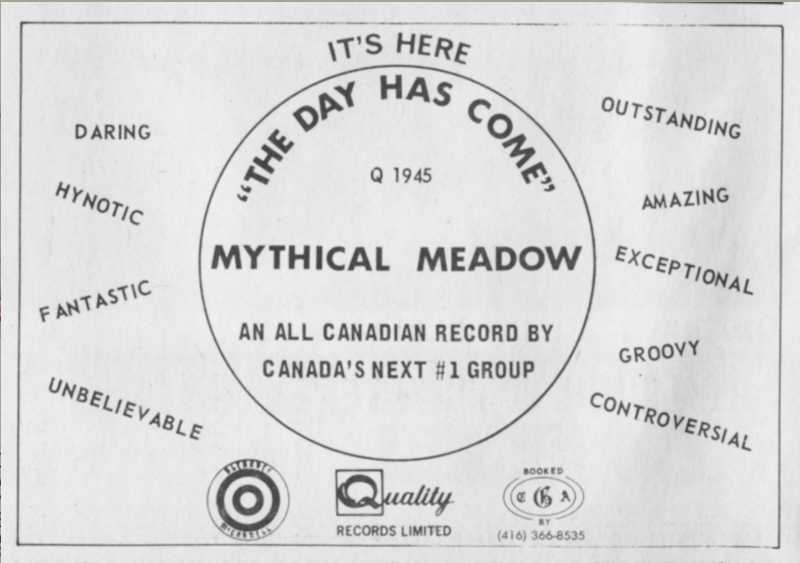 IT'S HERE
"THE DAY HAS COME"
Q 1945
MYTHICAL MEADOW
AN ALL CANADIAN RECORD BY
CANADA'S NEXT #1 GROUP
DARING
HYNOTIC
FANTASTIC
UNBELIEVABLE
OUTSTANDING
AMAZING
EXCEPTIONAL
GROOVY
CONTROVERSIAL
McCONNELL
Quality
RECORDS LIMITED
BOOKED
C G A
BY
(416) 366-8535